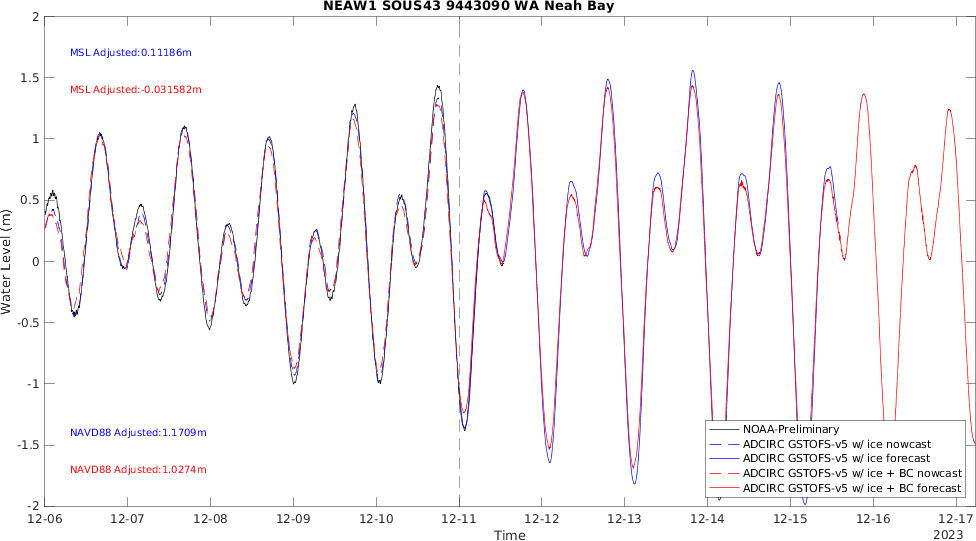 NEAW1 SOUS43 9443090 WA Neah Bay
2
1.5
1
0.5
0
-0.5
-1
-1.5
-2
Water Level (m)
MSL Adjusted:0.11186m
MSL Adjusted:-0.031582m
NAVD88 Adjusted:1.1709m
NAVD88 Adjusted:1.0274m
NOAA-Preliminary
ADCIRC GSTOFS-v5 w/ ice nowcast
ADCIRC GSTOFS-v5 w/ ice forecast
ADCIRC GSTOFS-v5 w/ ice + BC nowcast
ADCIRC GSTOFS-v5 w/ ice + BC forecast
12-06 12-07 12-08 12-09 12-10 12-11 12-12 12-13 12-14 12-15 12-16 12-17
Time
2023